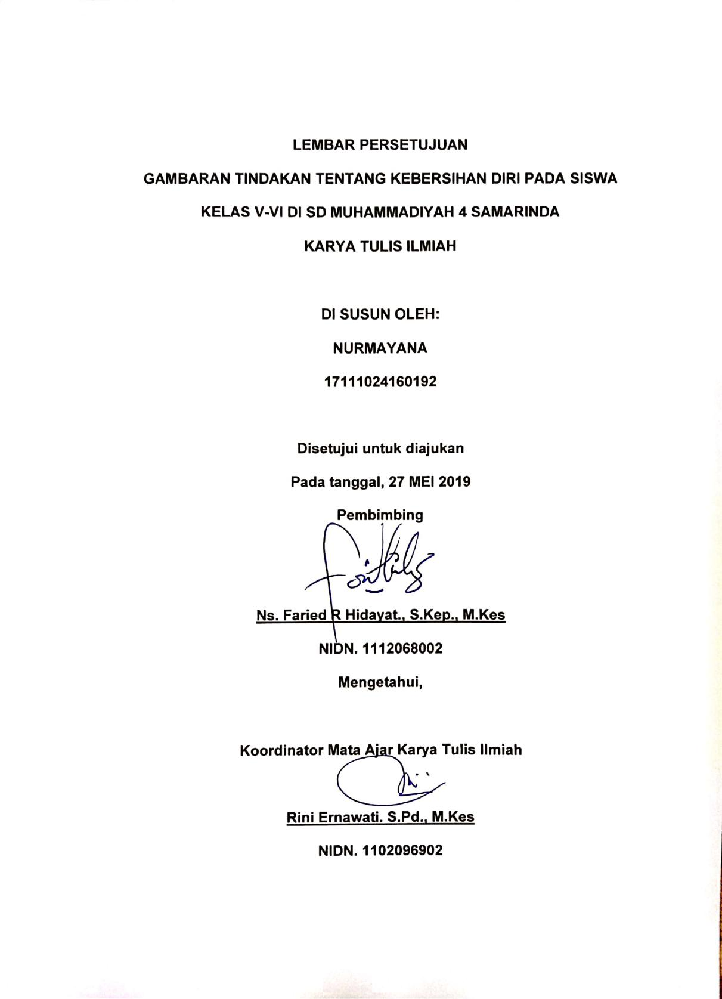 LEMBAR PERSETUJUAN
GAMBARAN TINDAKAN TENTANG KEBERSIHAN DIRI PADA SISWA
KELAS V-VI DI SD MUHAMMADIYAH 4 SAMARINDA
KARYA TULIS ILMIAH
DI SUSUN OLEH:
NURMAYANA
17111024160192
Disetujui untuk diajukan
Pada tanggal, 27 MEI 2019
Pembimbing
Ns. Faried R Hidayat., S.Kep., M.Kes
NIDN. 1112068002
Mengetahui,
Koordinator Mata Ajar Karya Tulis Ilmiah
Rini Ernawati. S.Pd., M.Kes
NIDN. 1102096902